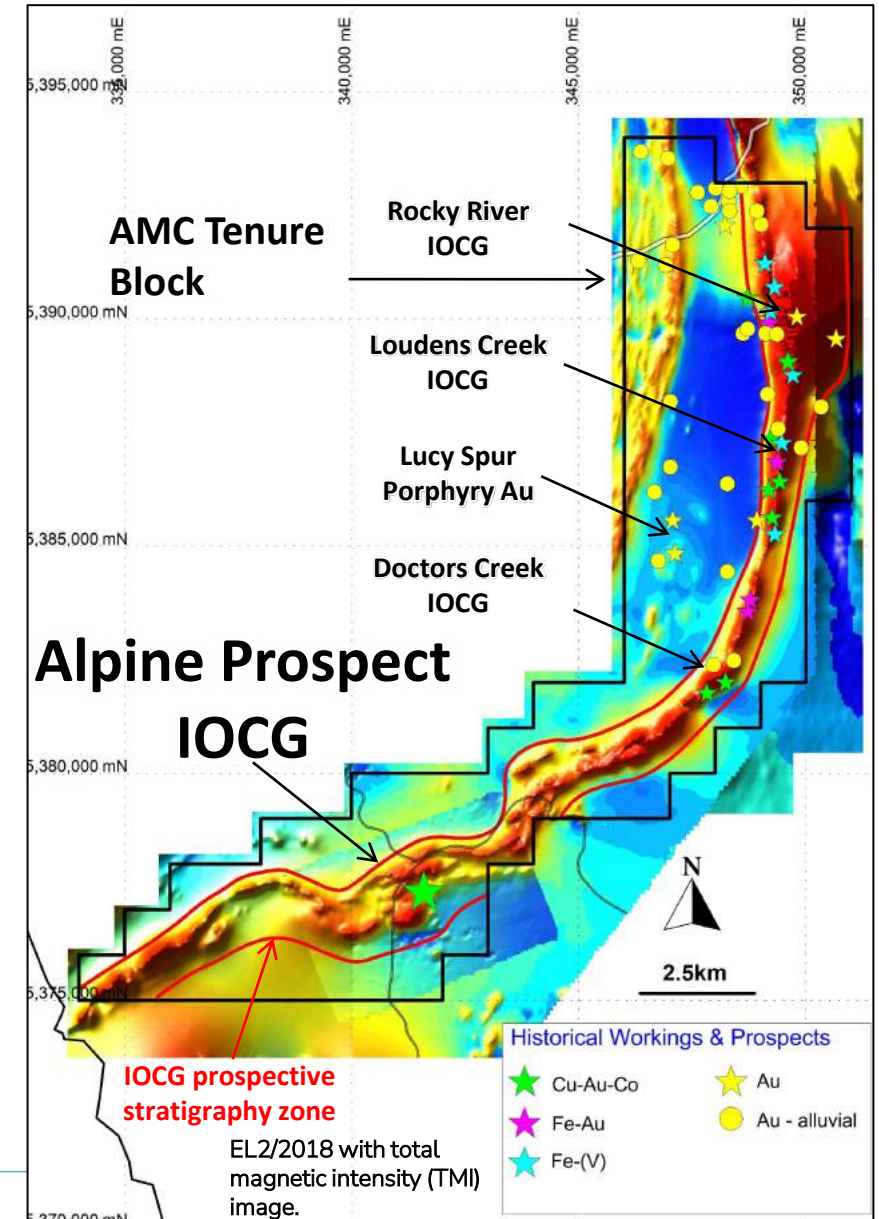 335,000 mE
340,000 mE
345,000 mE
350,000 mE
5,395,000 mN
AMC Tenure
Block
Rocky River
IOCG
5,390,000 mN
Loudens Creek
IOCG
Lucy Spur
Porphyry Au
5,385,000 mN
Doctors Creek
IOCG
Alpine Prospect
IOCG
5,380,000 mN
N
2.5km
5,375,000 mN
IOCG prospective
stratigraphy zone
EL2/2018 with total
magnetic intensity (TMI)
image.
Historical Workings & Prospects
Cu-Au-Co
Au
Fe-Au
Au - alluvial
Fe-(V)
5,370,000 mN